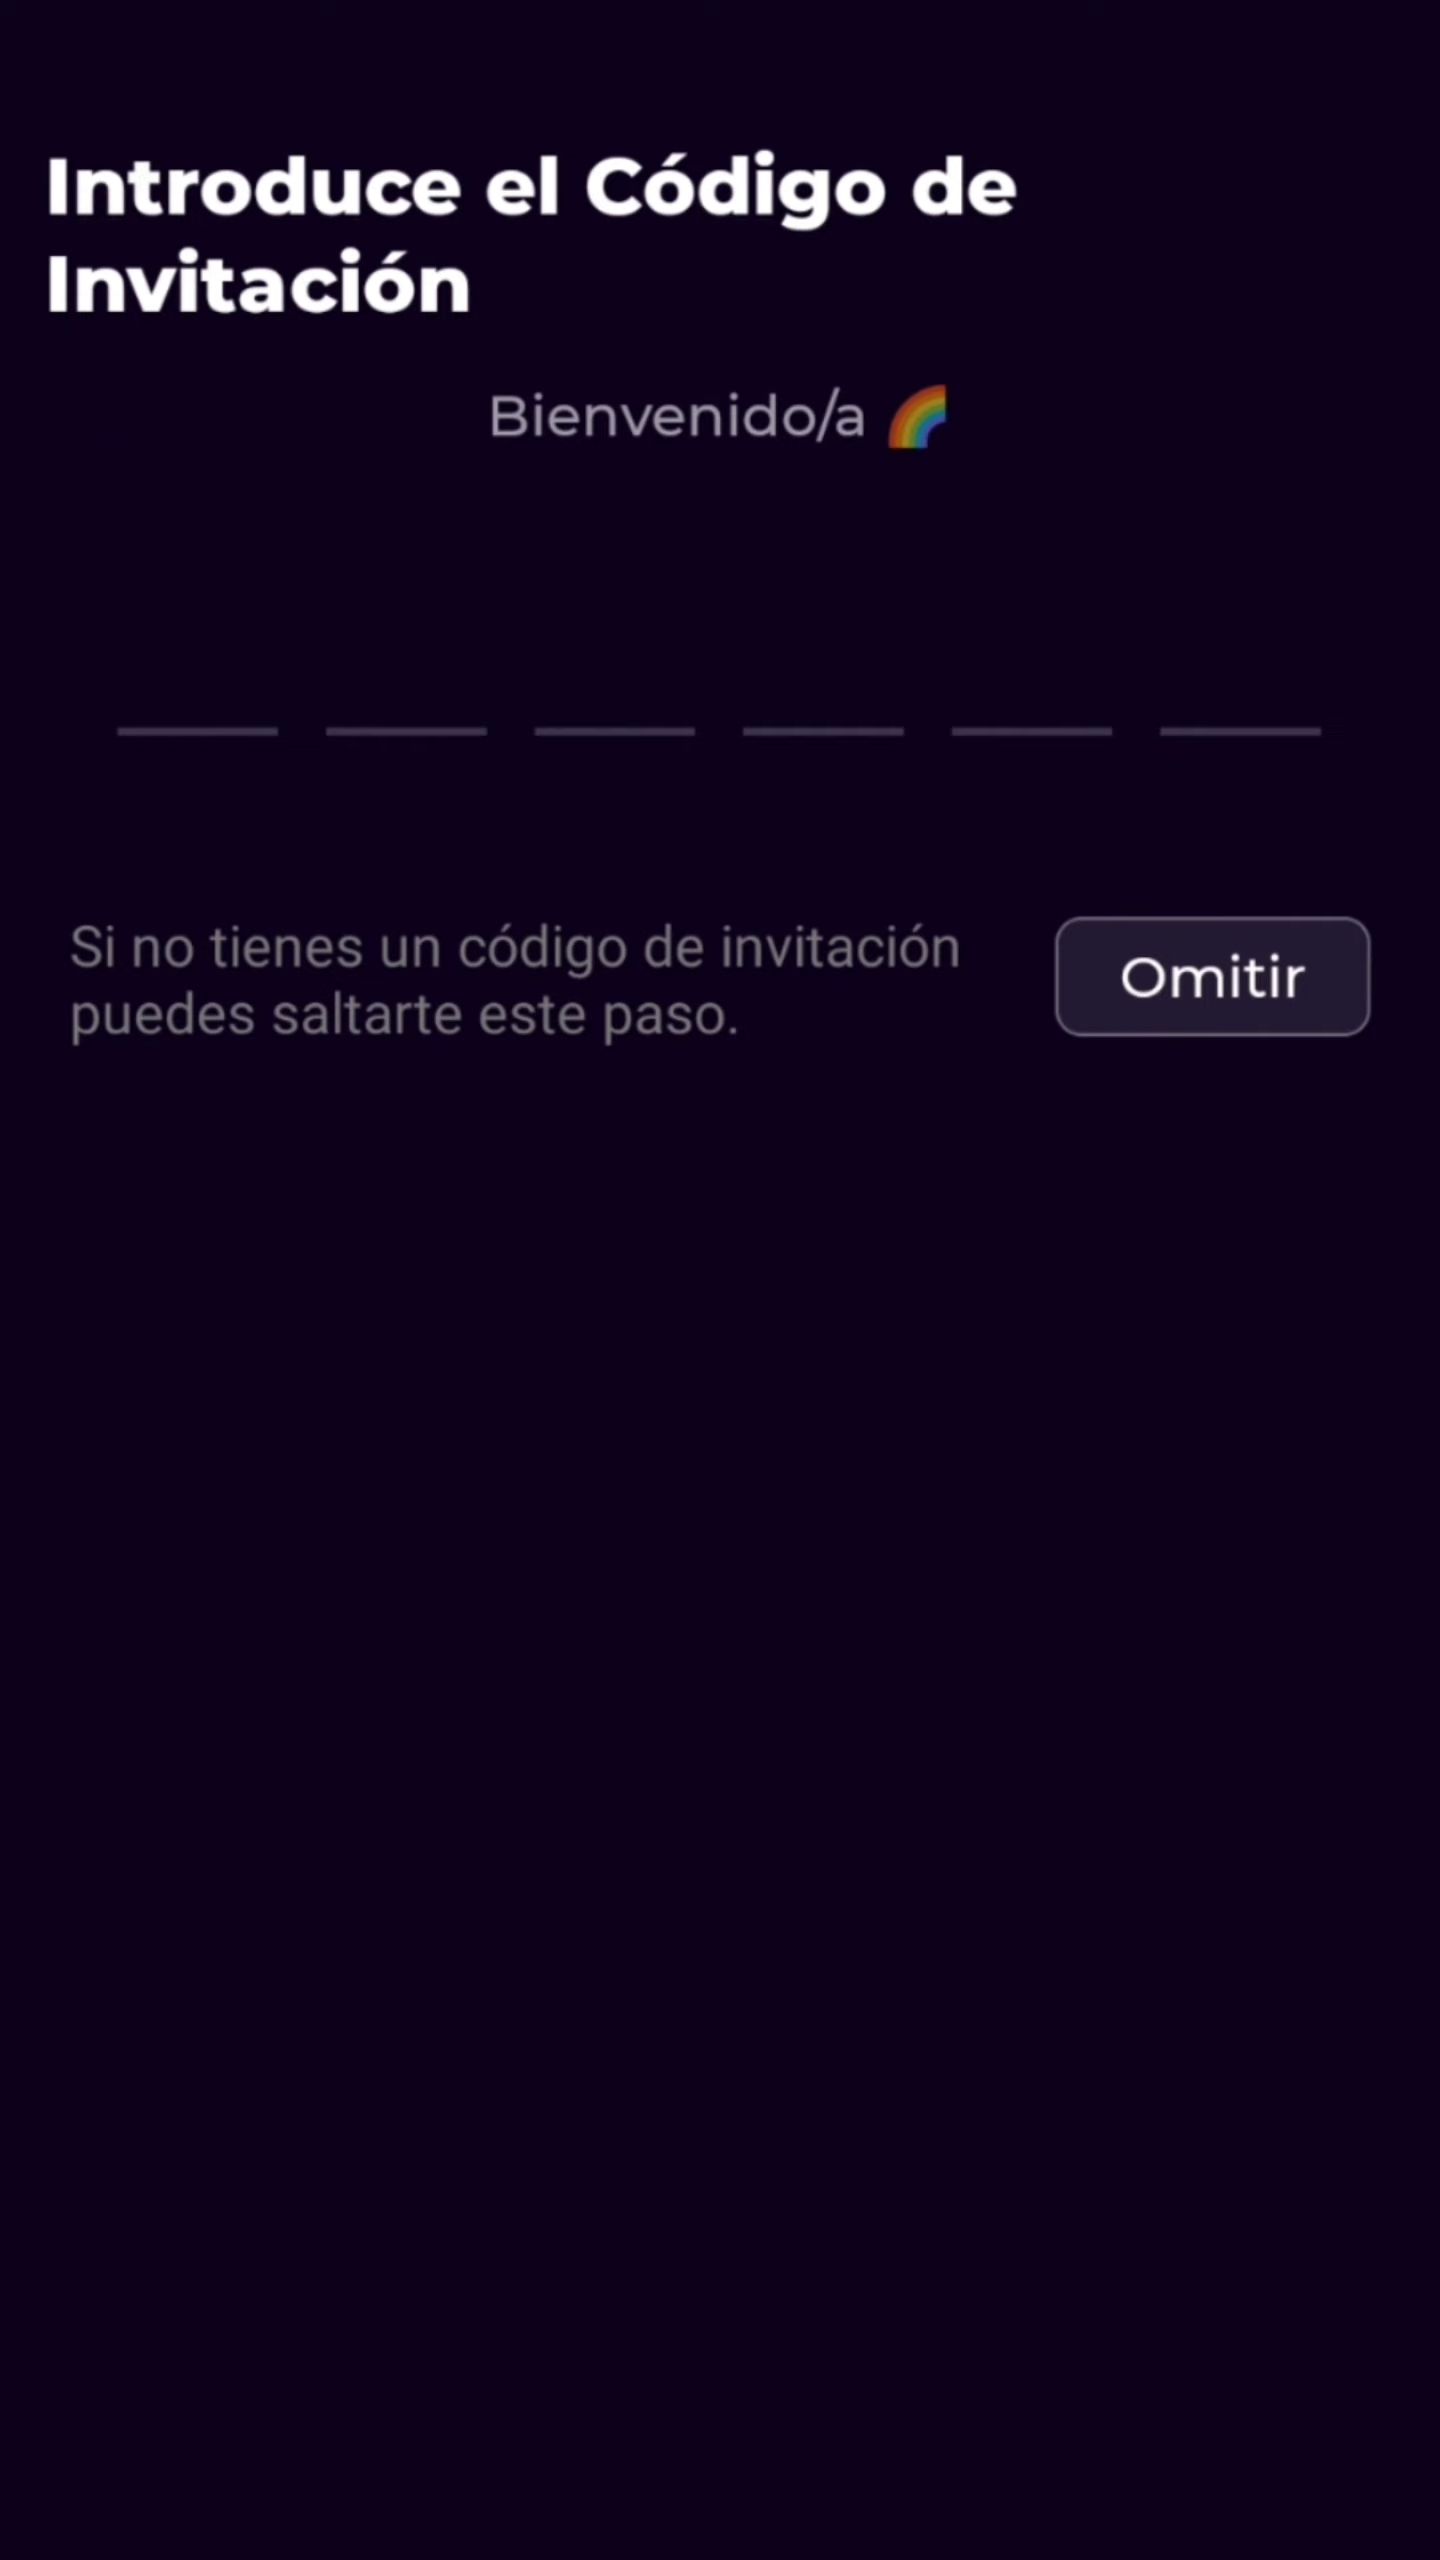 Introduce el Código de
Invitación
Bienvenido/a 🌈
Si no tienes un código de invitación
puedes saltarte este paso.
Omitir